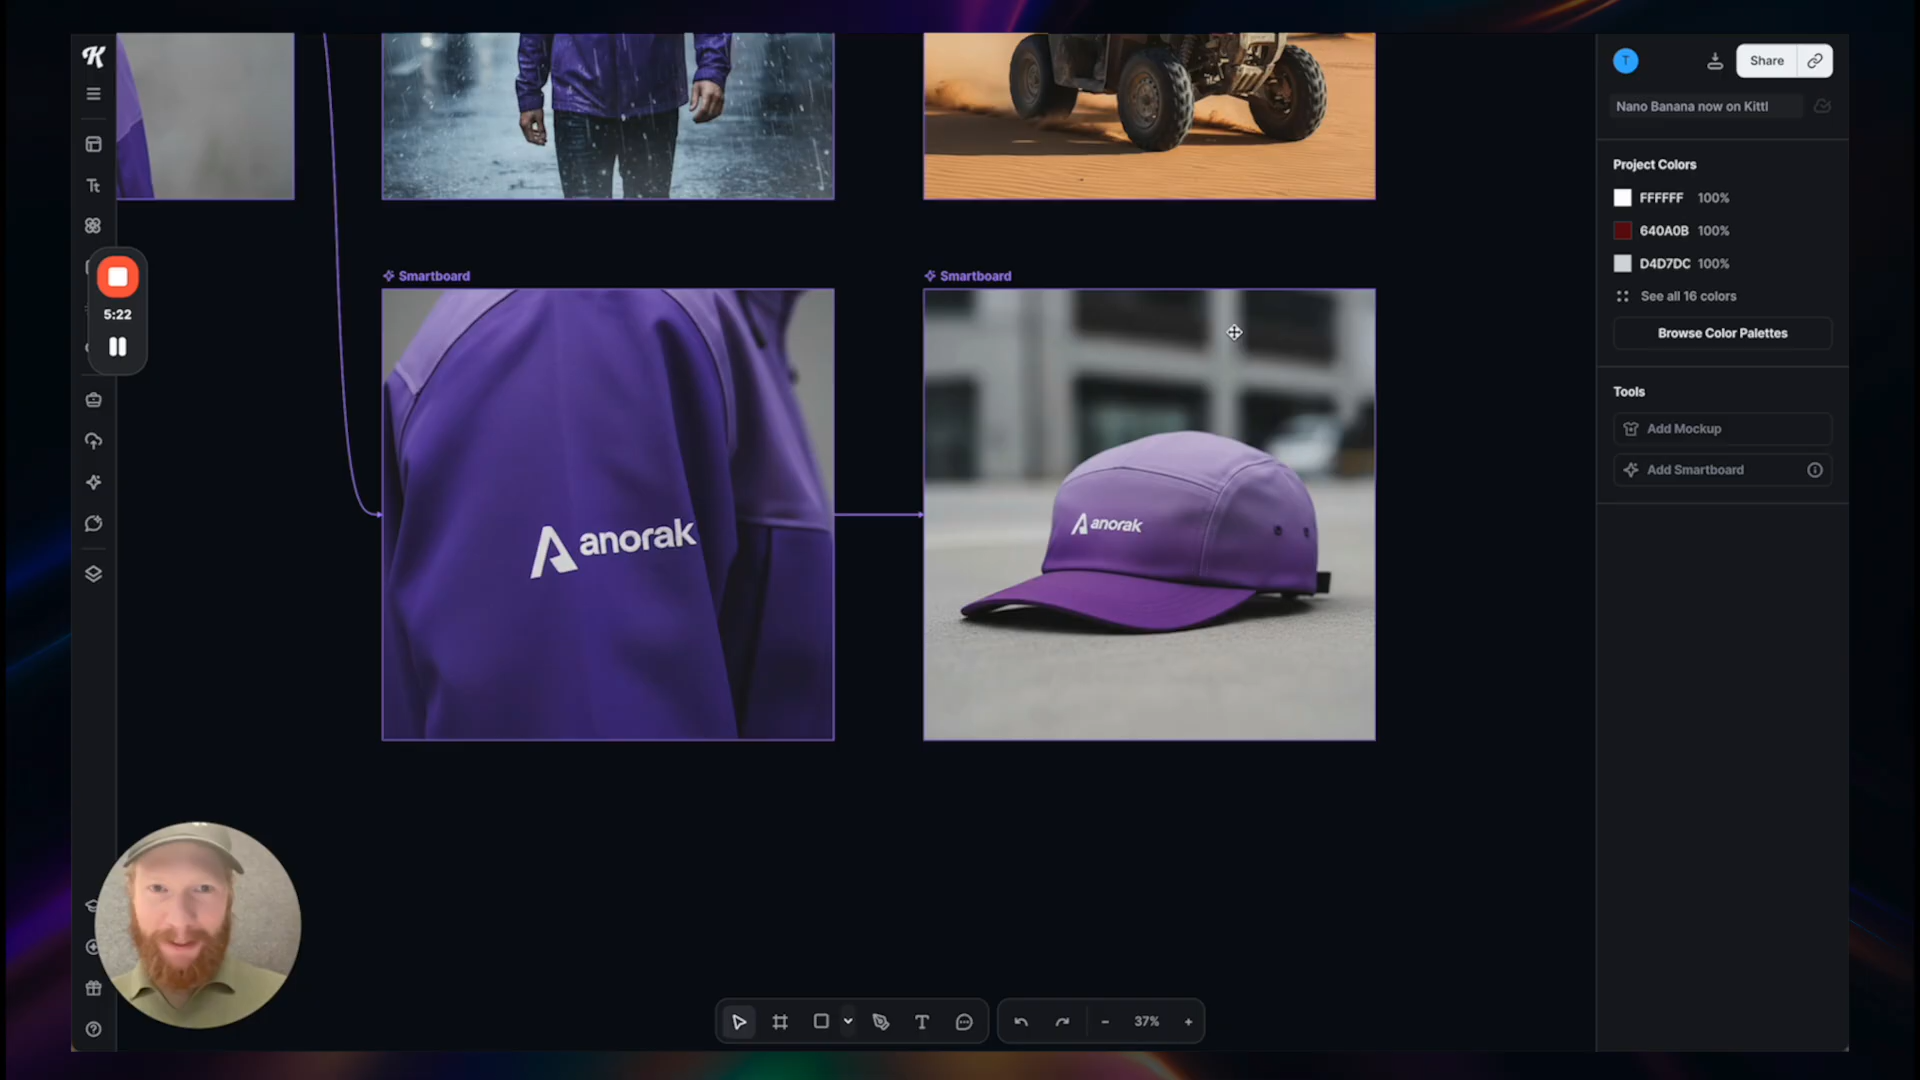 K
Tt
5:22
Smartboard
Smartboard
anorak
anorak
T
Share
Nano Banana now on Kittl
Project Colors
FFFFFF 100%
640A0B 100%
D4D7DC 100%
See all 16 colors
Browse Color Palettes
Tools
Add Mockup
Add Smartboard
T
37%